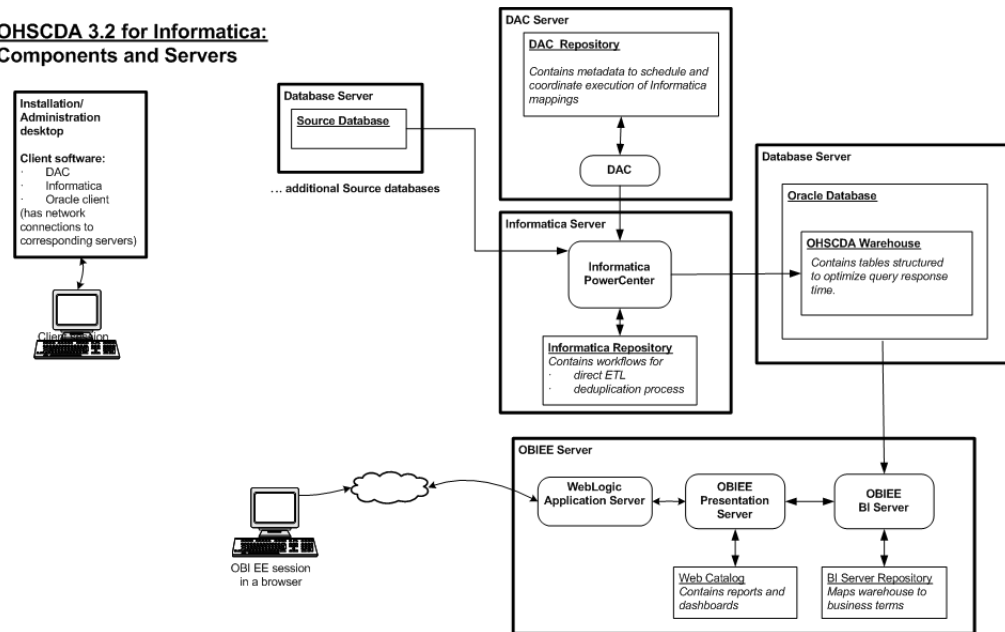 OHSCDA 3.2 for Informatica:
Components and Servers
Installation/
Administration
desktop
Client software:
· DAC
· Informatica
· Oracle client
(has network
connections to
corresponding servers)
Client session
Database Server
Source Database
... additional Source databases
DAC Server
DAC Repository
Contains metadata to schedule and
coordinate execution of Informatica
mappings
DAC
Informatica Server
Informatica
PowerCenter
Informatica Repository
Contains workflows for
· direct ETL
· deduplication process
Database Server
Oracle Database
OHSCDA Warehouse
Contains tables structured
to optimize query response
time.
OBIEE Server
WebLogic
Application Server
OBIEE
Presentation
Server
OBIEE
BI Server
Web Catalog
Contains reports and
dashboards
BI Server Repository
Maps warehouse to
business terms
OBI EE session
in a browser